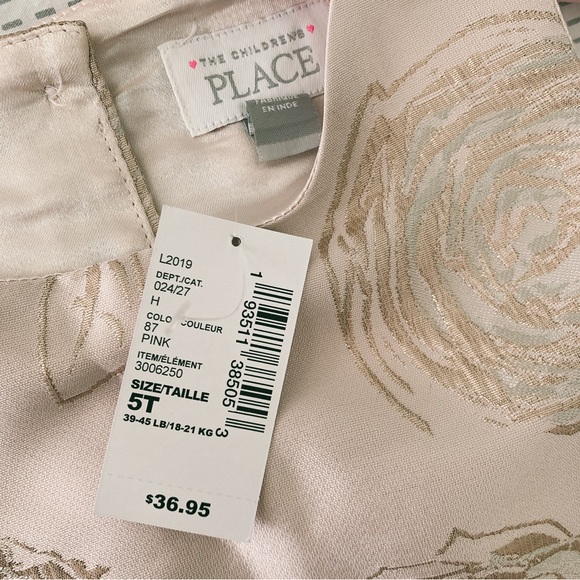 THE CHILDREN'S
PLACE
FABRIQUÉ
EN INDE
L2019
DEPT./CAT.
024/27
H
COLO COULEUR
87
PINK
ITEM/ÉLÉMENT
3006250
SIZE/TAILLE
5T
39-45 LB/18-21 KG
$36.95
1 93511 38505 3